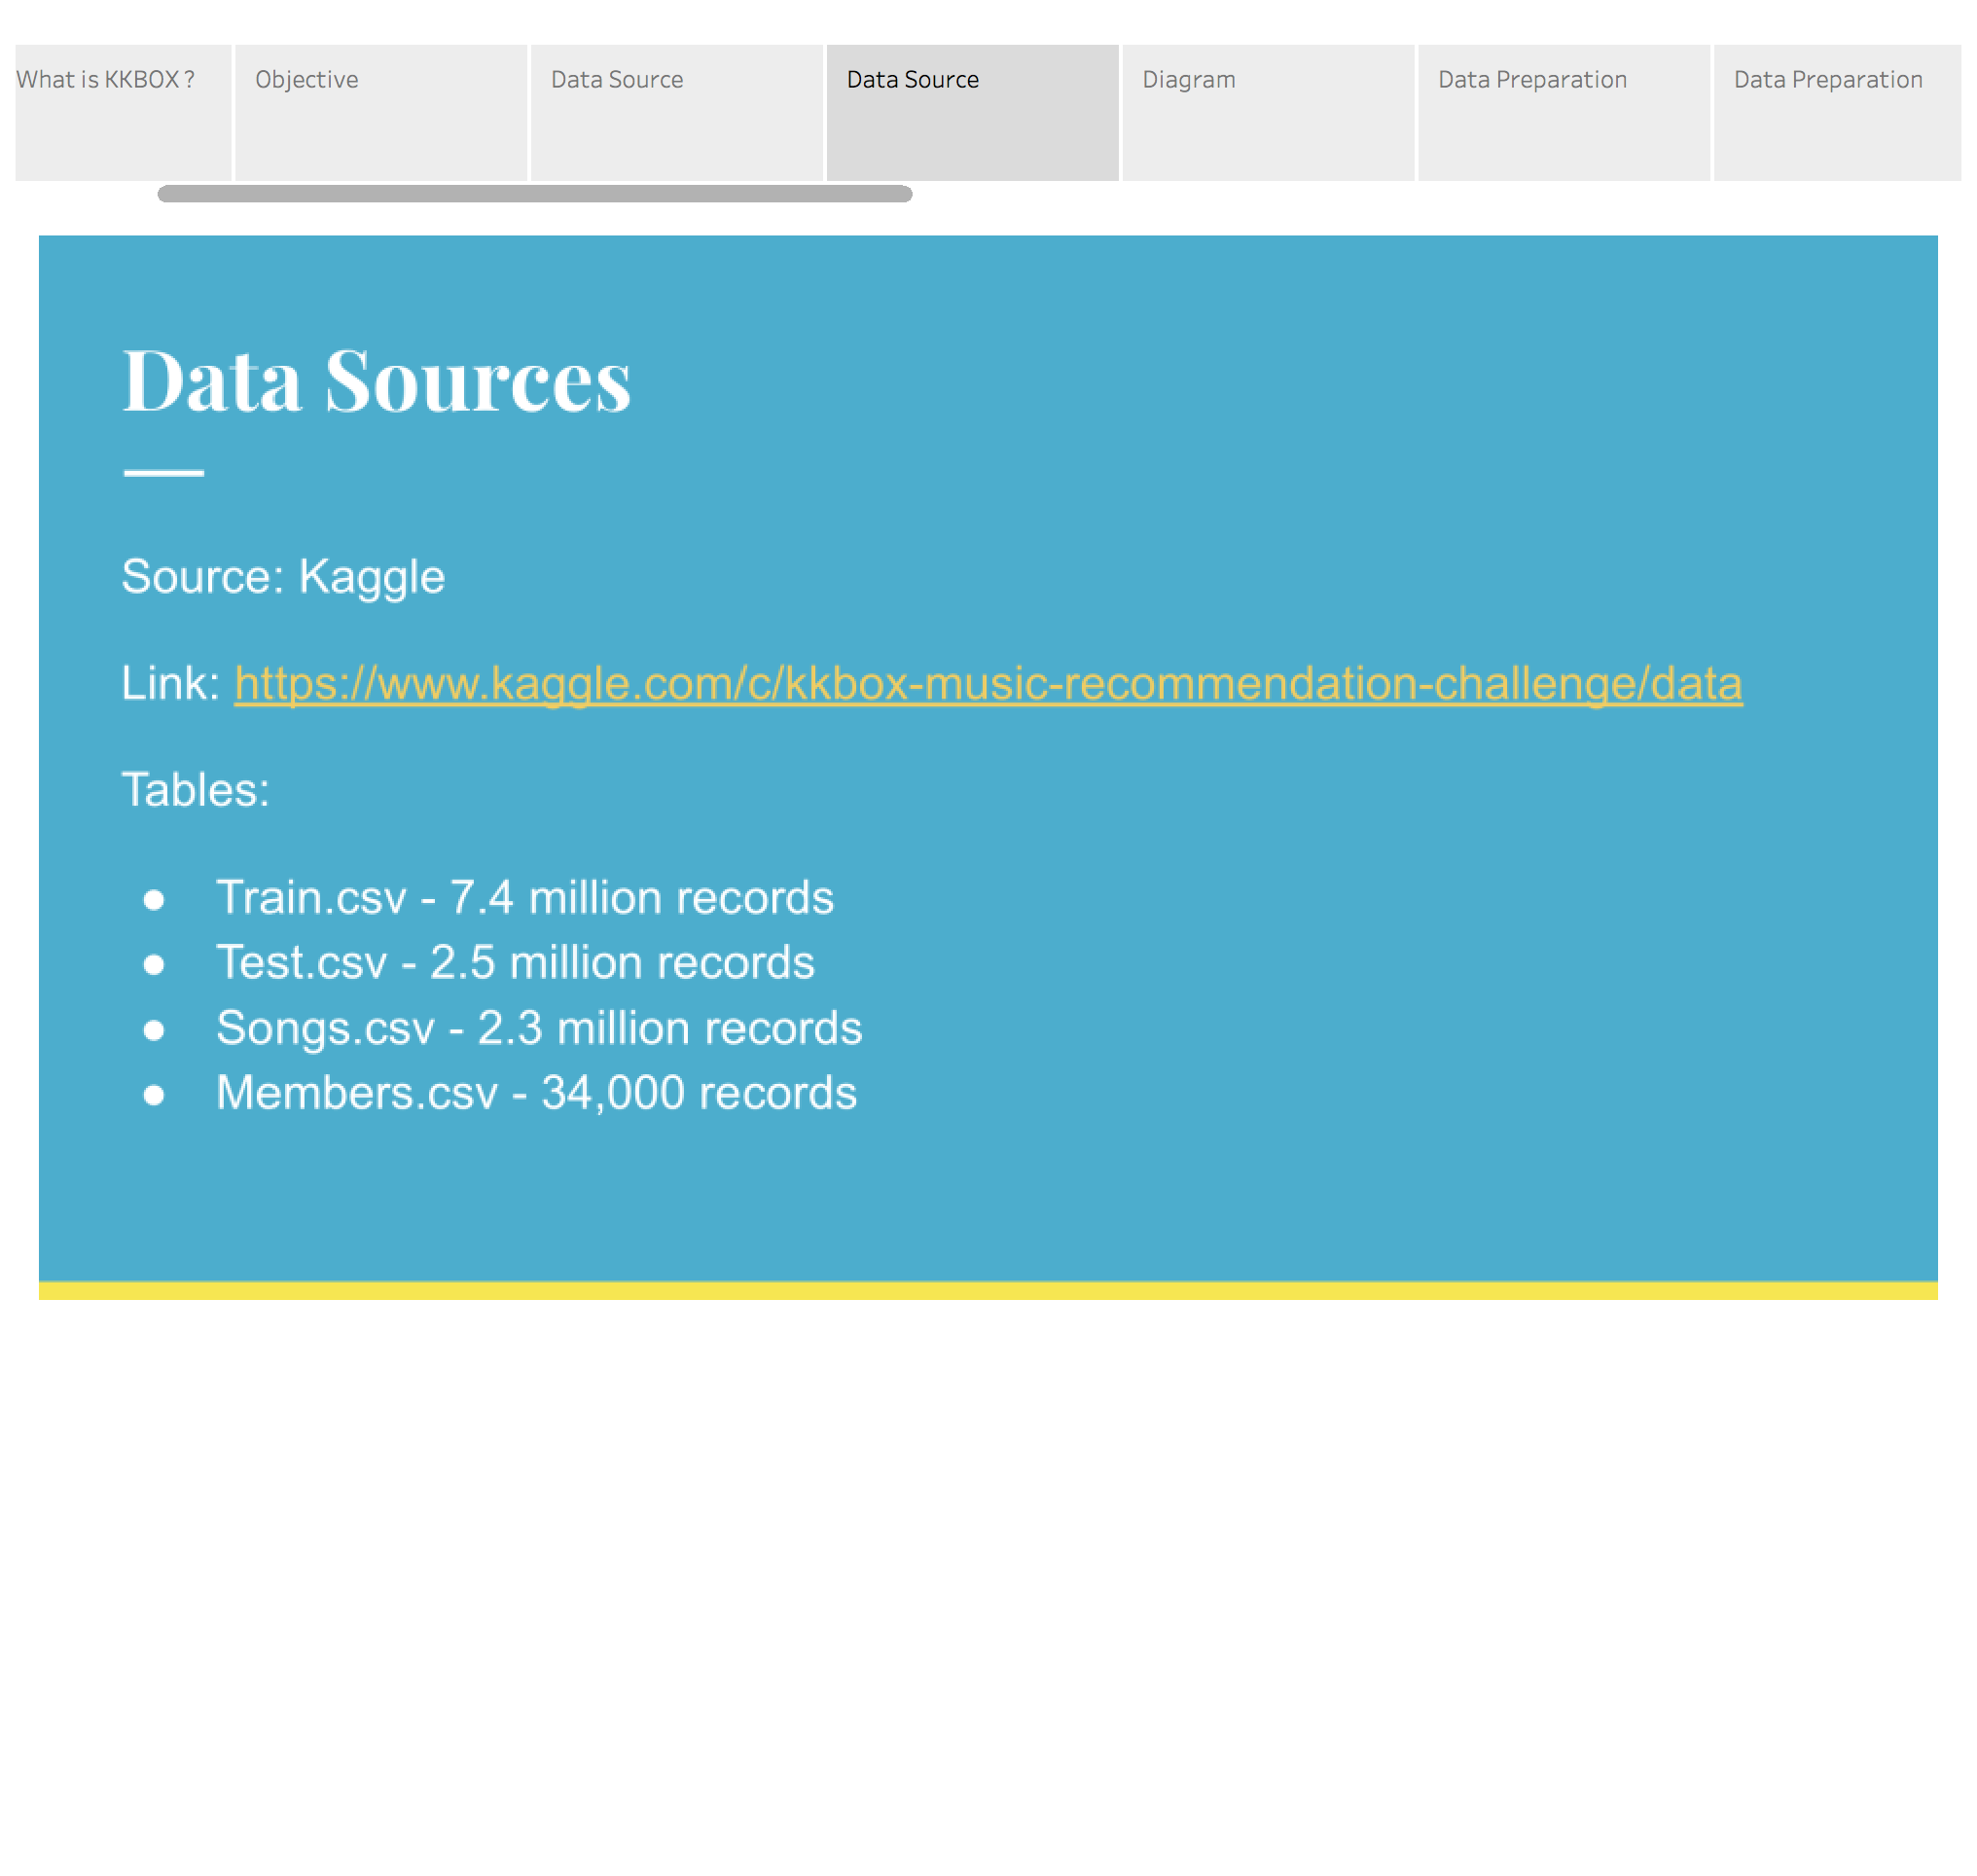 What is KKBOX ?
Objective
Data Source
Data Source
Diagram
Data Preparation
Data Preparation
Data Sources
Source: Kaggle
Link: https://www.kaggle.com/c/kkbox-music-recommendation-challenge/data
Tables:
● Train.csv - 7.4 million records
● Test.csv - 2.5 million records
● Songs.csv - 2.3 million records
● Members.csv - 34,000 records